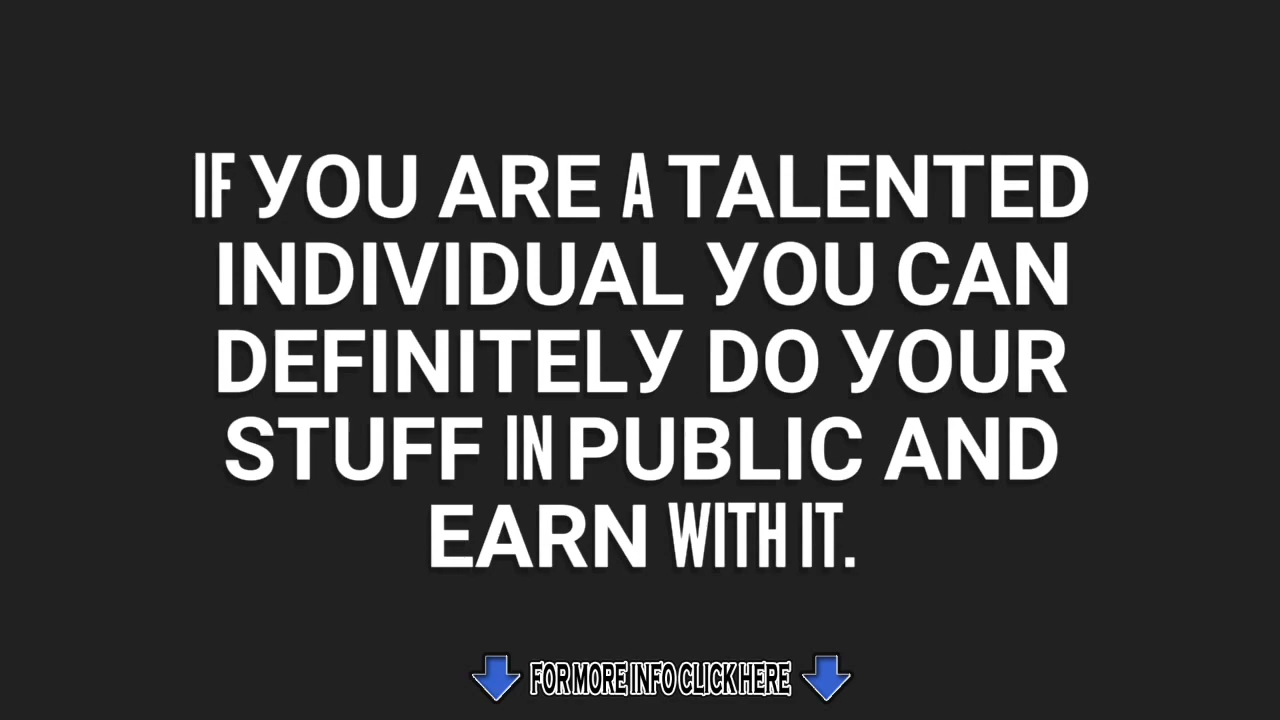 IF YOU ARE A TALENTED
INDIVIDUAL YOU CAN
DEFINITELY DO YOUR
STUFF IN PUBLIC AND
EARN WITH IT.
FOR MORE INFO CLICK HERE